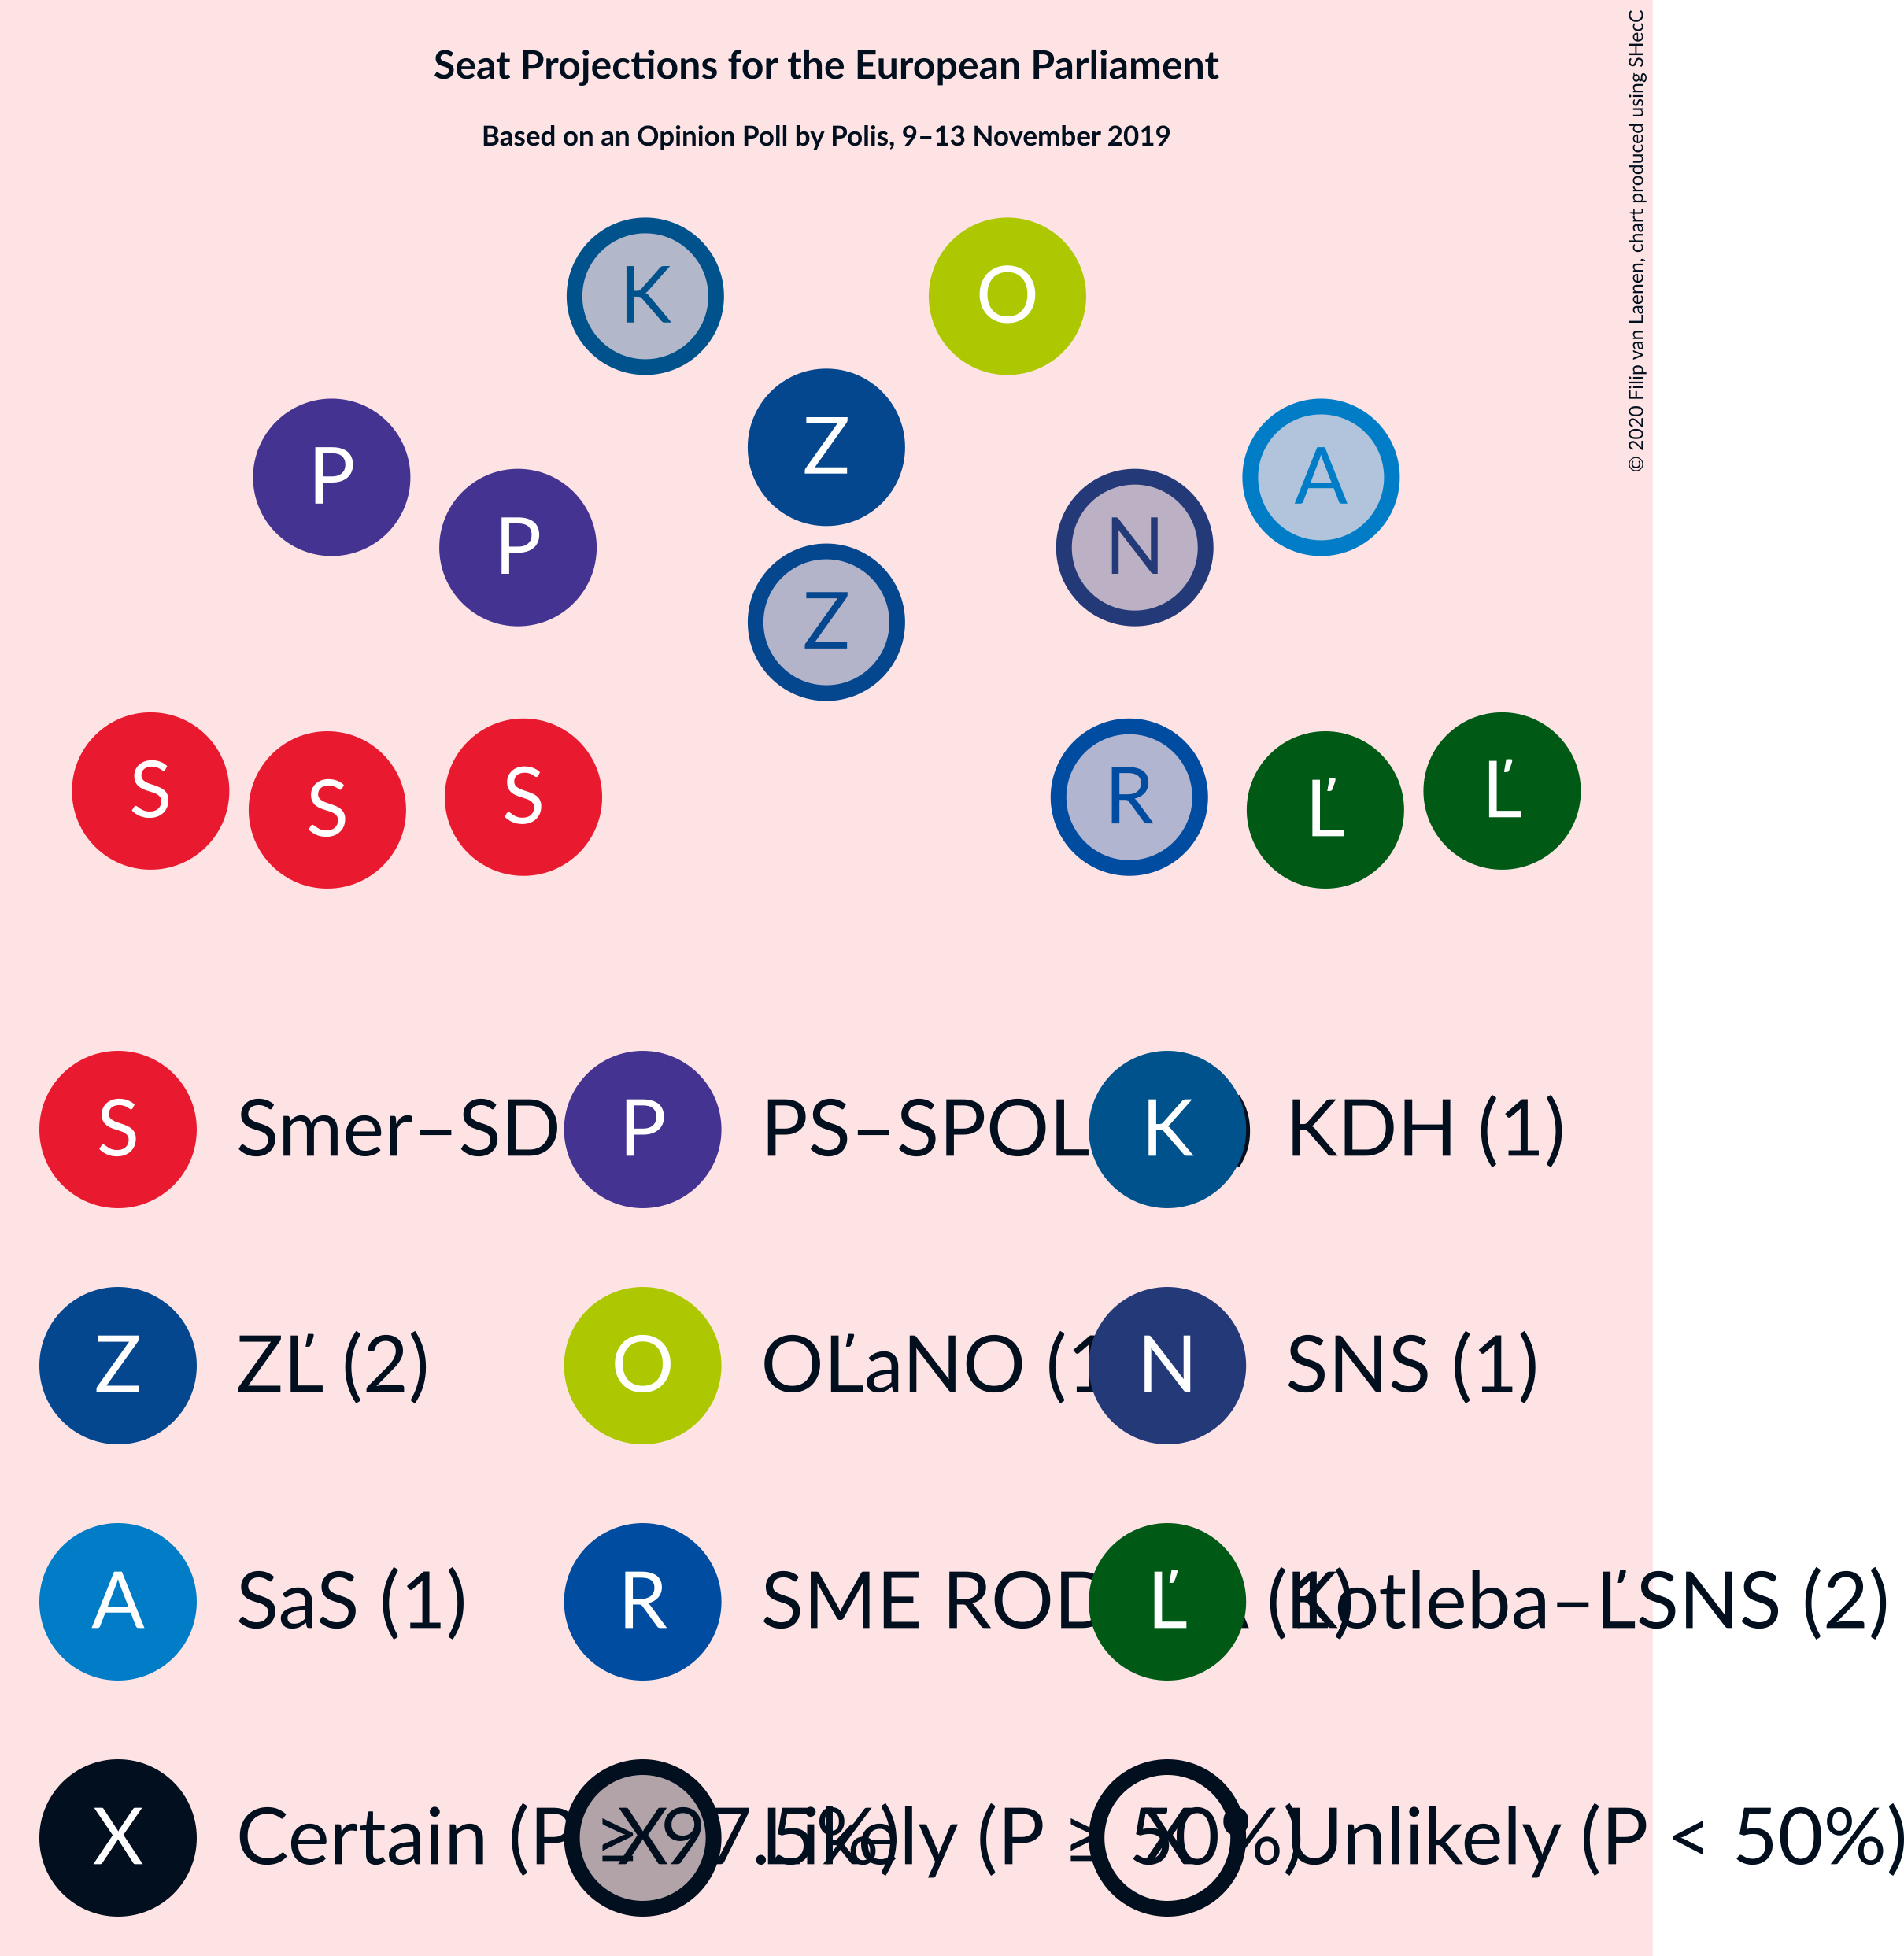 Seat Projections for the European Parliament
Based on an Opinion Poll by Polis, 9–13 November 2019
© 2020 Filip van Laenen, chart produced using SHecC
K O
Z
P A
P N
Z
S Ľ
S R
S Ľ
S Smer–SD P PS–SPOL K KDH (1)
Z ZĽ (2) O OĽaNO (1 N SNS (1)
A SaS (1) R SME ROD (1) Ľ Kotleba–ĽSNS (2)
X Certain (P ≥ 97.5%) X Likely (P ≥ 50%) X Unlikely (P < 50%)